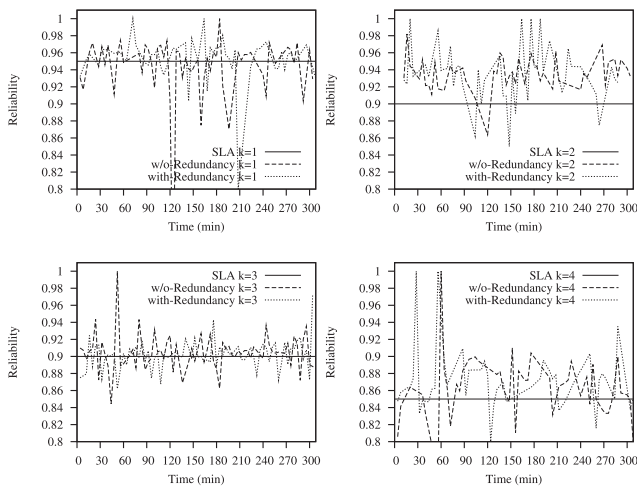 1
0.98
0.96
0.94
0.92
0.9
0.88
0.86
0.84
0.82
0.8
Reliability
SLA k=1
w/o-Redundancy k=1
with-Redundancy k=1
0 30 60 90 120 150 180 210 240 270 300
Time (min)
1
0.98
0.96
0.94
0.92
0.9
0.88
0.86
0.84
0.82
0.8
Reliability
SLA k=2
w/o-Redundancy k=2
with-Redundancy k=2
0 30 60 90 120 150 180 210 240 270 300
Time (min)
1
0.98
0.96
0.94
0.92
0.9
0.88
0.86
0.84
0.82
0.8
Reliability
SLA k=3
w/o-Redundancy k=3
with-Redundancy k=3
0 30 60 90 120 150 180 210 240 270 300
Time (min)
1
0.98
0.96
0.94
0.92
0.9
0.88
0.86
0.84
0.82
0.8
Reliability
SLA k=4
w/o-Redundancy k=4
with-Redundancy k=4
0 30 60 90 120 150 180 210 240 270 300
Time (min)